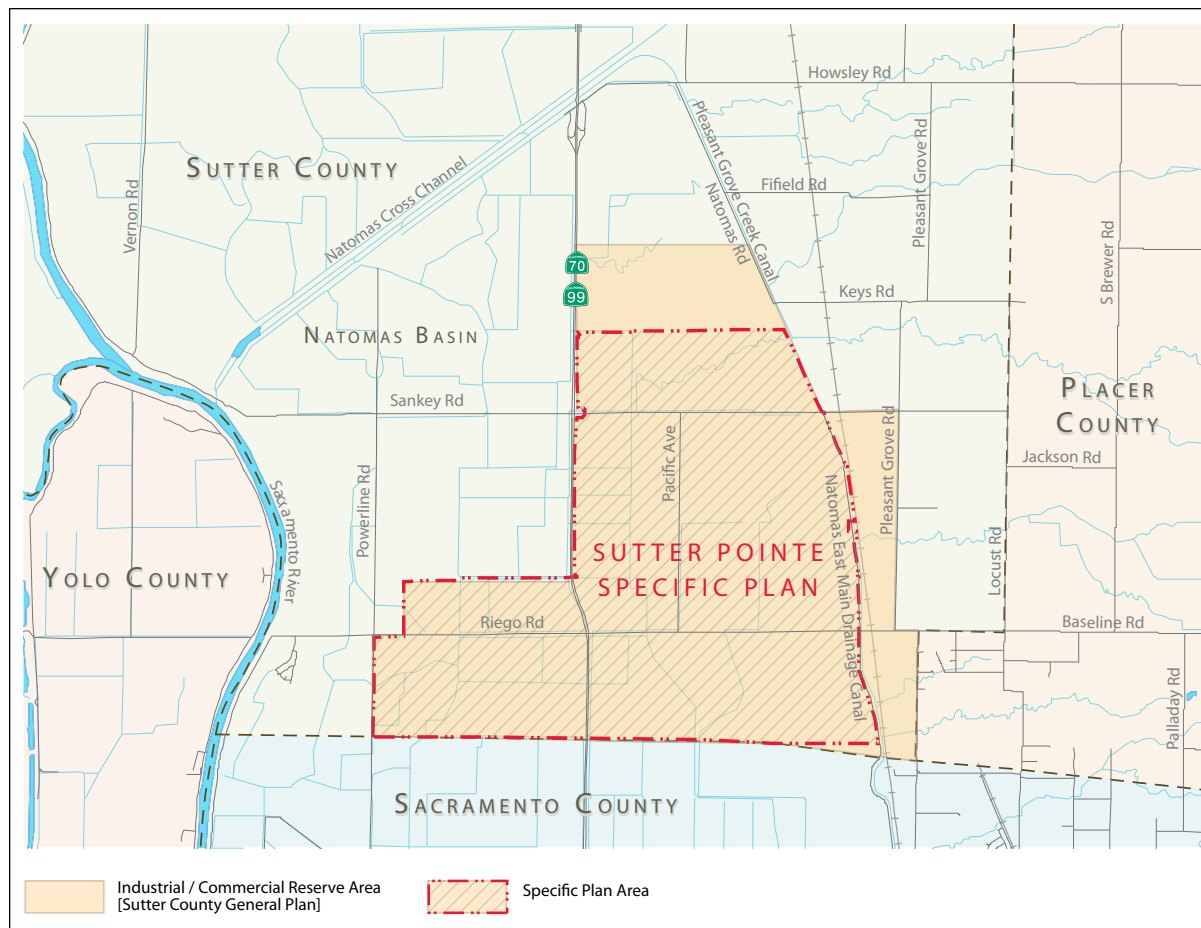 Howsley Rd
Pleasant Grove Creek Canal
Natomas Rd
Pleasant Grove Rd
SUTTER COUNTY
Vernon Rd
Natomas Cross Channel
Fifield Rd
S Brewer Rd
70
99
Keys Rd
NATOMAS BASIN
PLACER
COUNTY
Sankey Rd
Pacific Ave
Pleasant Grove Rd
Jackson Rd
Powerline Rd
Sacramento River
Natomas East Main Drainage Canal
Locust Rd
SUTTER POINTE
SPECIFIC PLAN
YOLO COUNTY
Riego Rd
Baseline Rd
Palladay Rd
SACRAMENTO COUNTY
Industrial / Commercial Reserve Area
[Sutter County General Plan]
Specific Plan Area